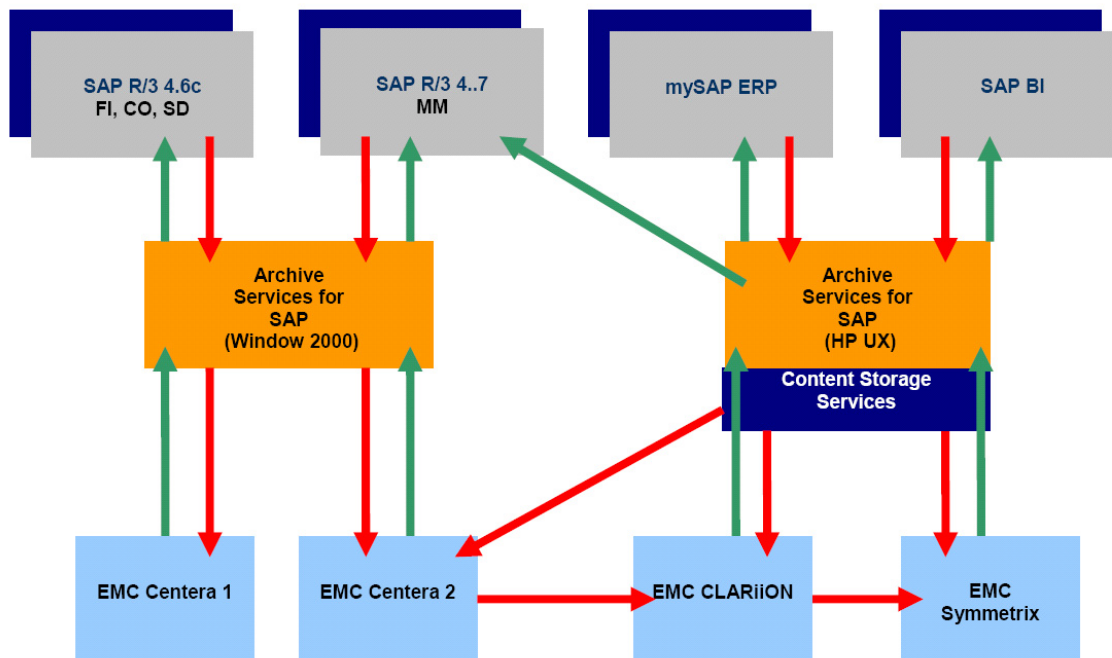 SAP R/3 4.6c
FI, CO, SD
SAP R/3 4..7
MM
mySAP ERP
SAP BI
Archive
Services for
SAP
(Window 2000)
Archive
Services for
SAP
(HP UX)
Content Storage
Services
EMC Centera 1
EMC Centera 2
EMC CLARiiON
EMC
Symmetrix